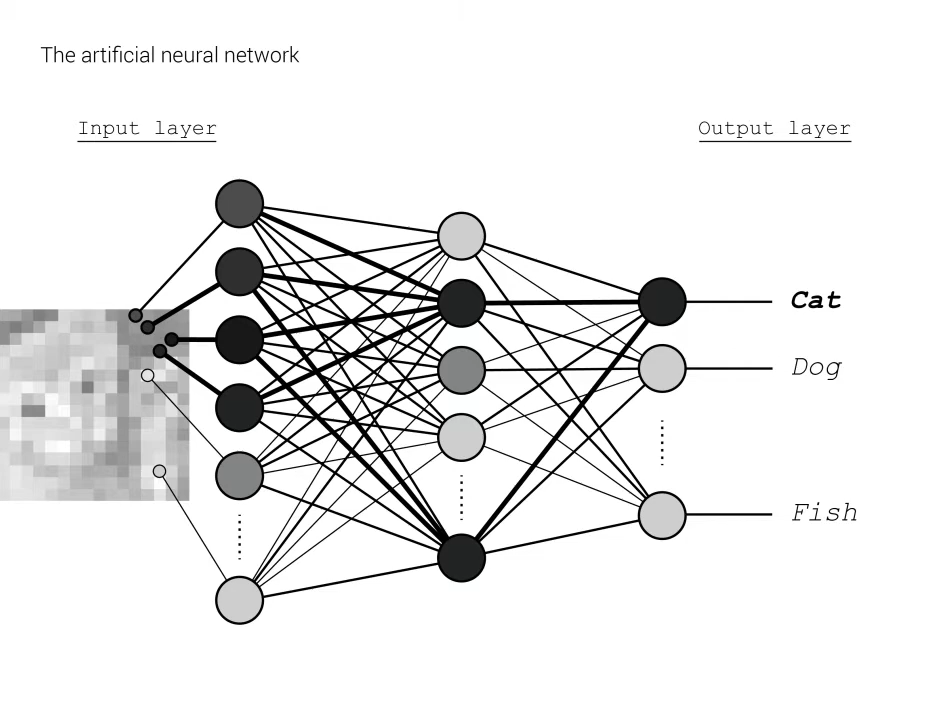 The artificial neural network
Input layer
Output layer
Cat
Dog
Fish